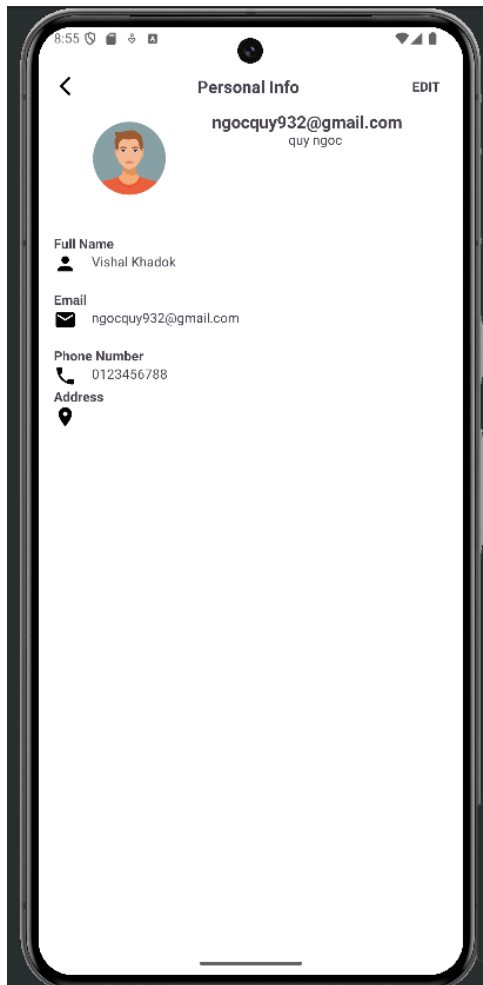 8:55
Personal Info
EDIT
ngocquy932@gmail.com
quy ngoc
Full Name
Vishal Khadok
Email
ngocquy932@gmail.com
Phone Number
0123456788
Address